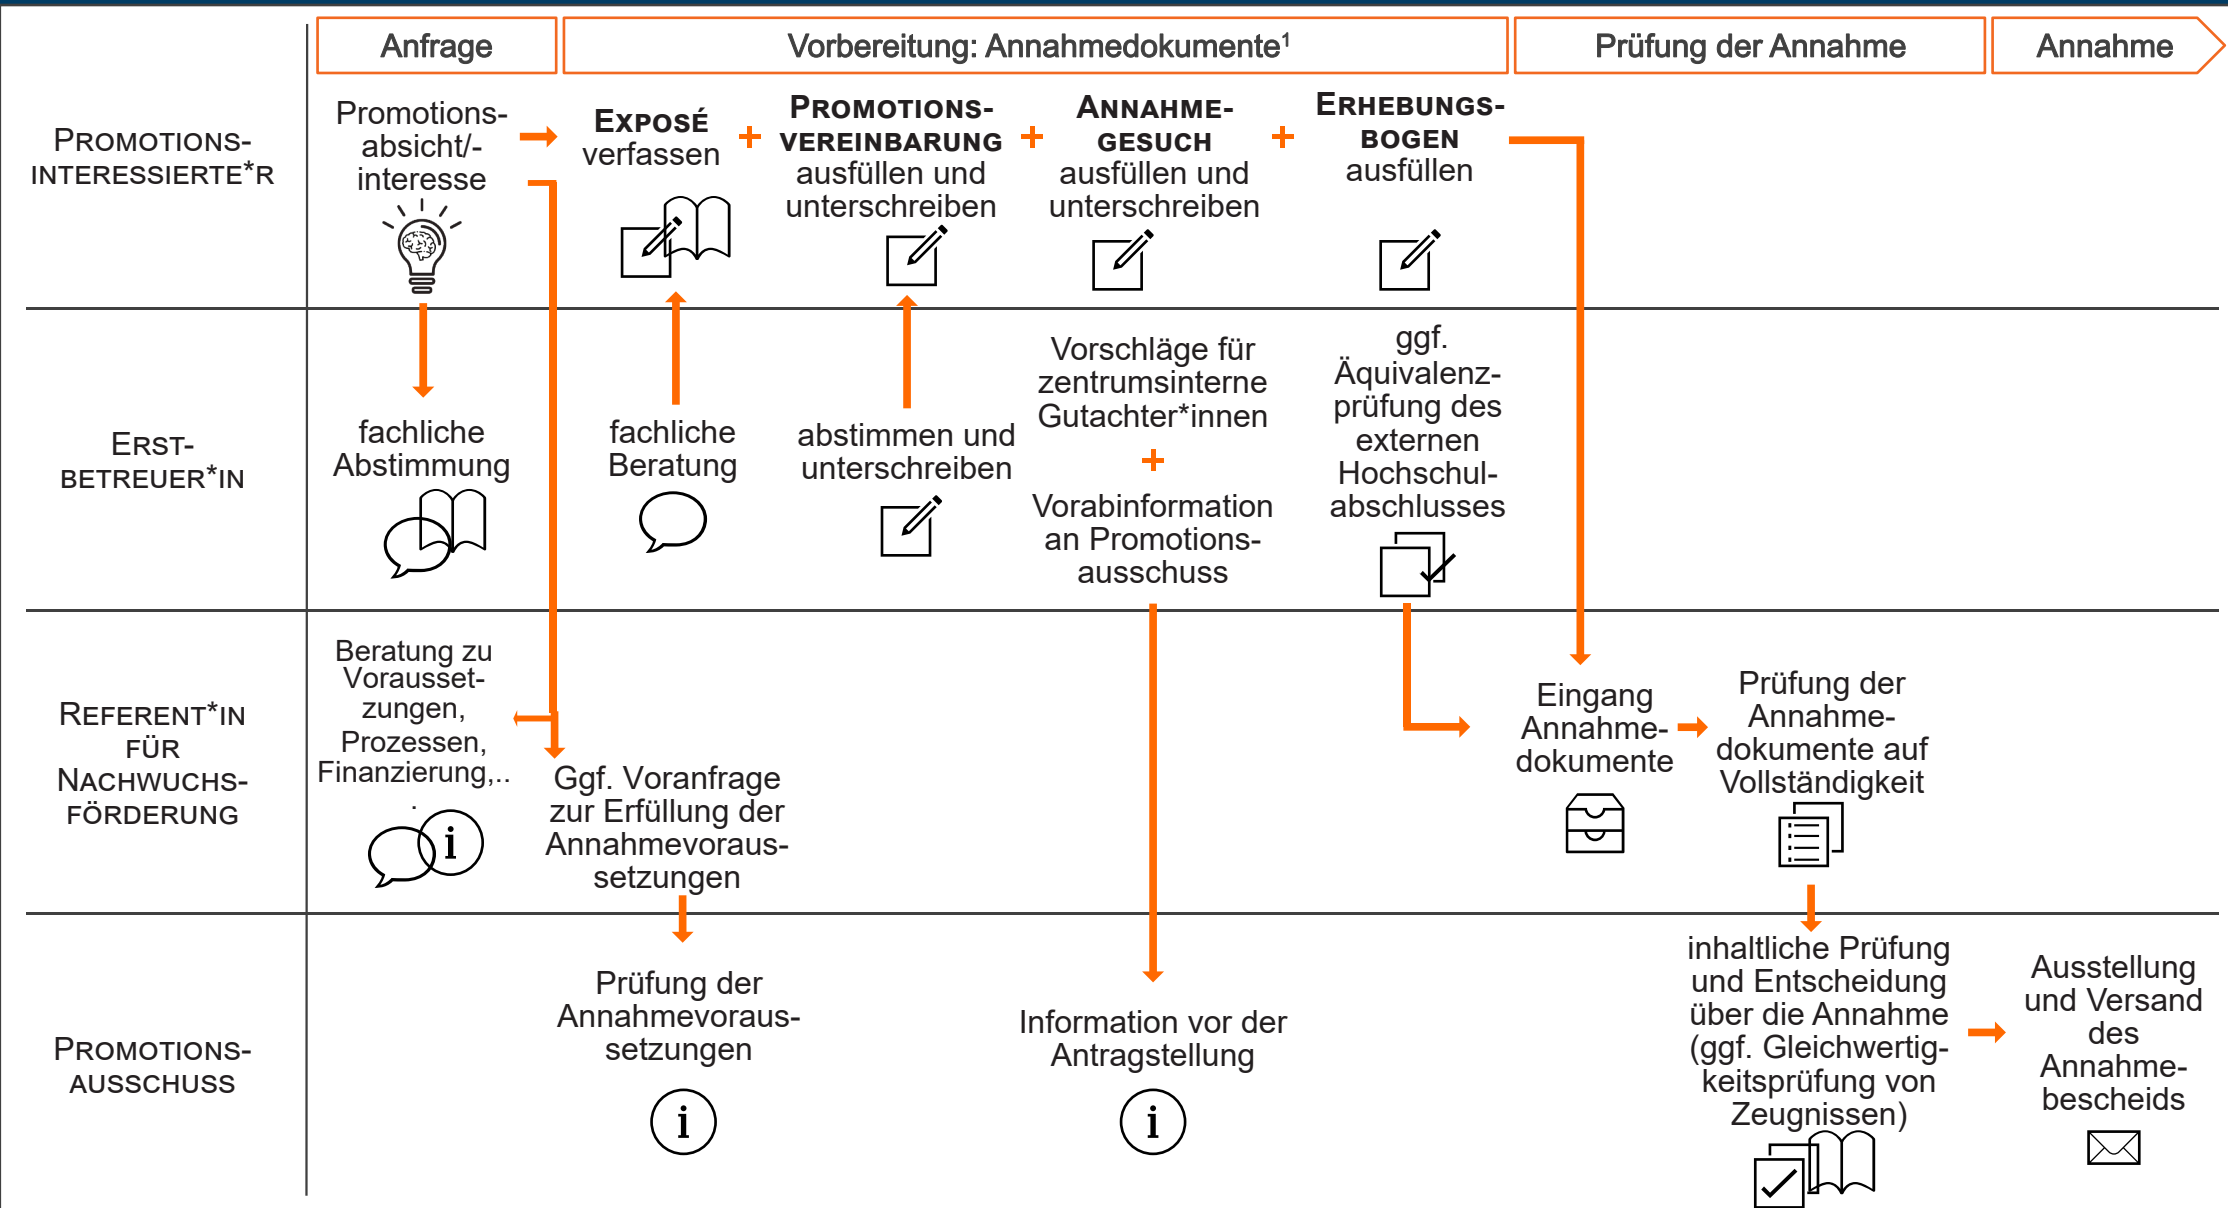 Anfrage
Vorbereitung: Annahmedokumente¹
Prüfung der Annahme
Annahme
PROMOTIONS-
INTERESSIERTE*R
Promotions-
absicht/-
interesse
EXPOSÉ
verfassen
+
PROMOTIONS-
VEREINBARUNG
ausfüllen und
unterschreiben
+
ANNAHME-
GESUCH
ausfüllen und
unterschreiben
+
ERHEBUNGS-
BOGEN
ausfüllen
ERST-
BETREUER*IN
fachliche
Abstimmung
fachliche
Beratung
abstimmen und
unterschreiben
Vorschläge für
zentrumsinterne
Gutachter*innen
+
Vorabinformation
an Promotions-
ausschuss
ggf.
Äquivalenz-
prüfung des
externen
Hochschul-
abschlusses
REFERENT*IN
FÜR
NACHWUCHS-
FÖRDERUNG
Beratung zu
Vorausset-
zungen,
Prozessen,
Finanzierung,..
.
i
Ggf. Voranfrage
zur Erfüllung der
Annahmevoraus-
setzungen
Eingang
Annahme-
dokumente
Prüfung der
Annahme-
dokumente auf
Vollständigkeit
PROMOTIONS-
AUSSCHUSS
Prüfung der
Annahmevoraus-
setzungen
i
Information vor der
Antragstellung
i
inhaltliche Prüfung
und Entscheidung
über die Annahme
(ggf. Gleichwertig-
keitsprüfung von
Zeugnissen)
Ausstellung
und Versand
des
Annahme-
bescheids